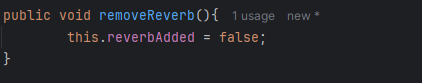 public void removeReverb(){ 1 usage new *
        this.reverbAdded = false;
}